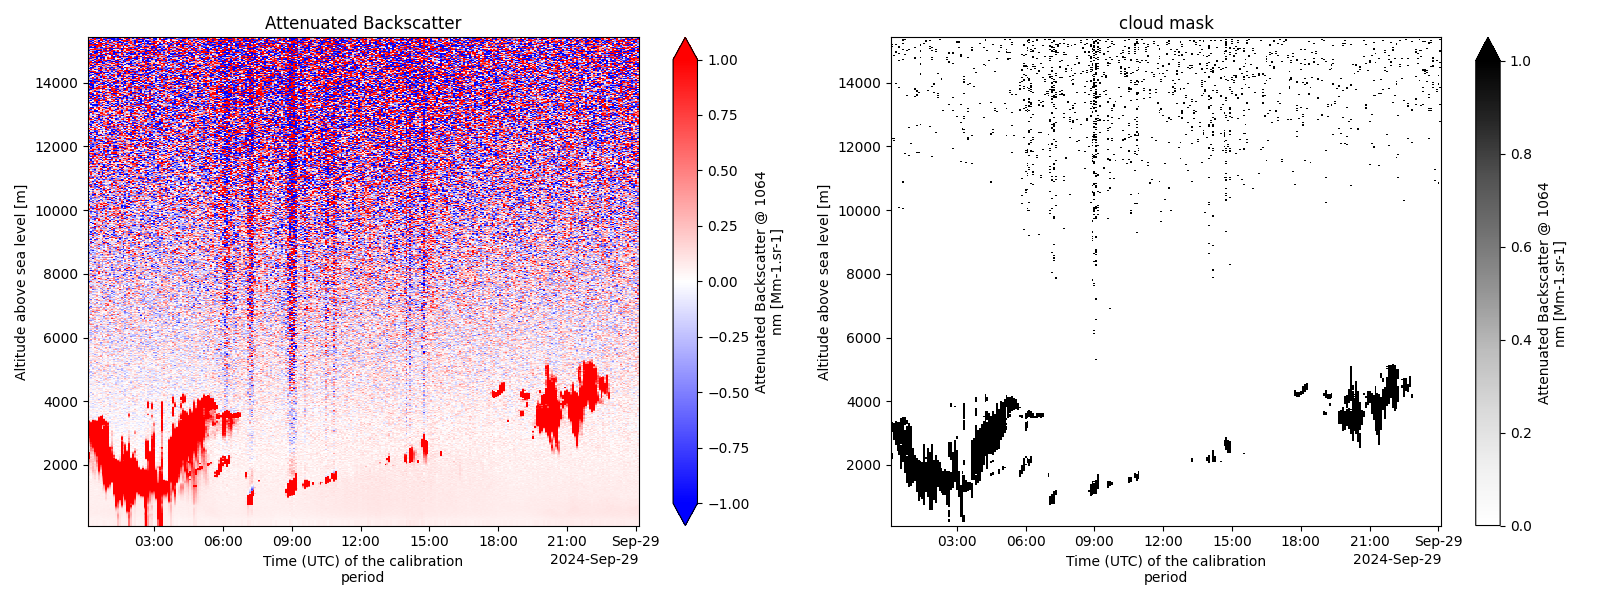 Attenuated Backscatter
14000
12000
10000
8000
6000
4000
2000
Altitude above sea level [m]
03:00
06:00
09:00
12:00
15:00
18:00
21:00
Sep-29
2024-Sep-29
Time (UTC) of the calibration
period
1.00
0.75
0.50
0.25
0.00
−0.25
−0.50
−0.75
−1.00
Attenuated Backscatter @ 1064
nm [Mm-1.sr-1]
cloud mask
14000
12000
10000
8000
6000
4000
2000
Altitude above sea level [m]
03:00
06:00
09:00
12:00
15:00
18:00
21:00
Sep-29
2024-Sep-29
Time (UTC) of the calibration
period
1.0
0.8
0.6
0.4
0.2
0.0
Attenuated Backscatter @ 1064
nm [Mm-1.sr-1]